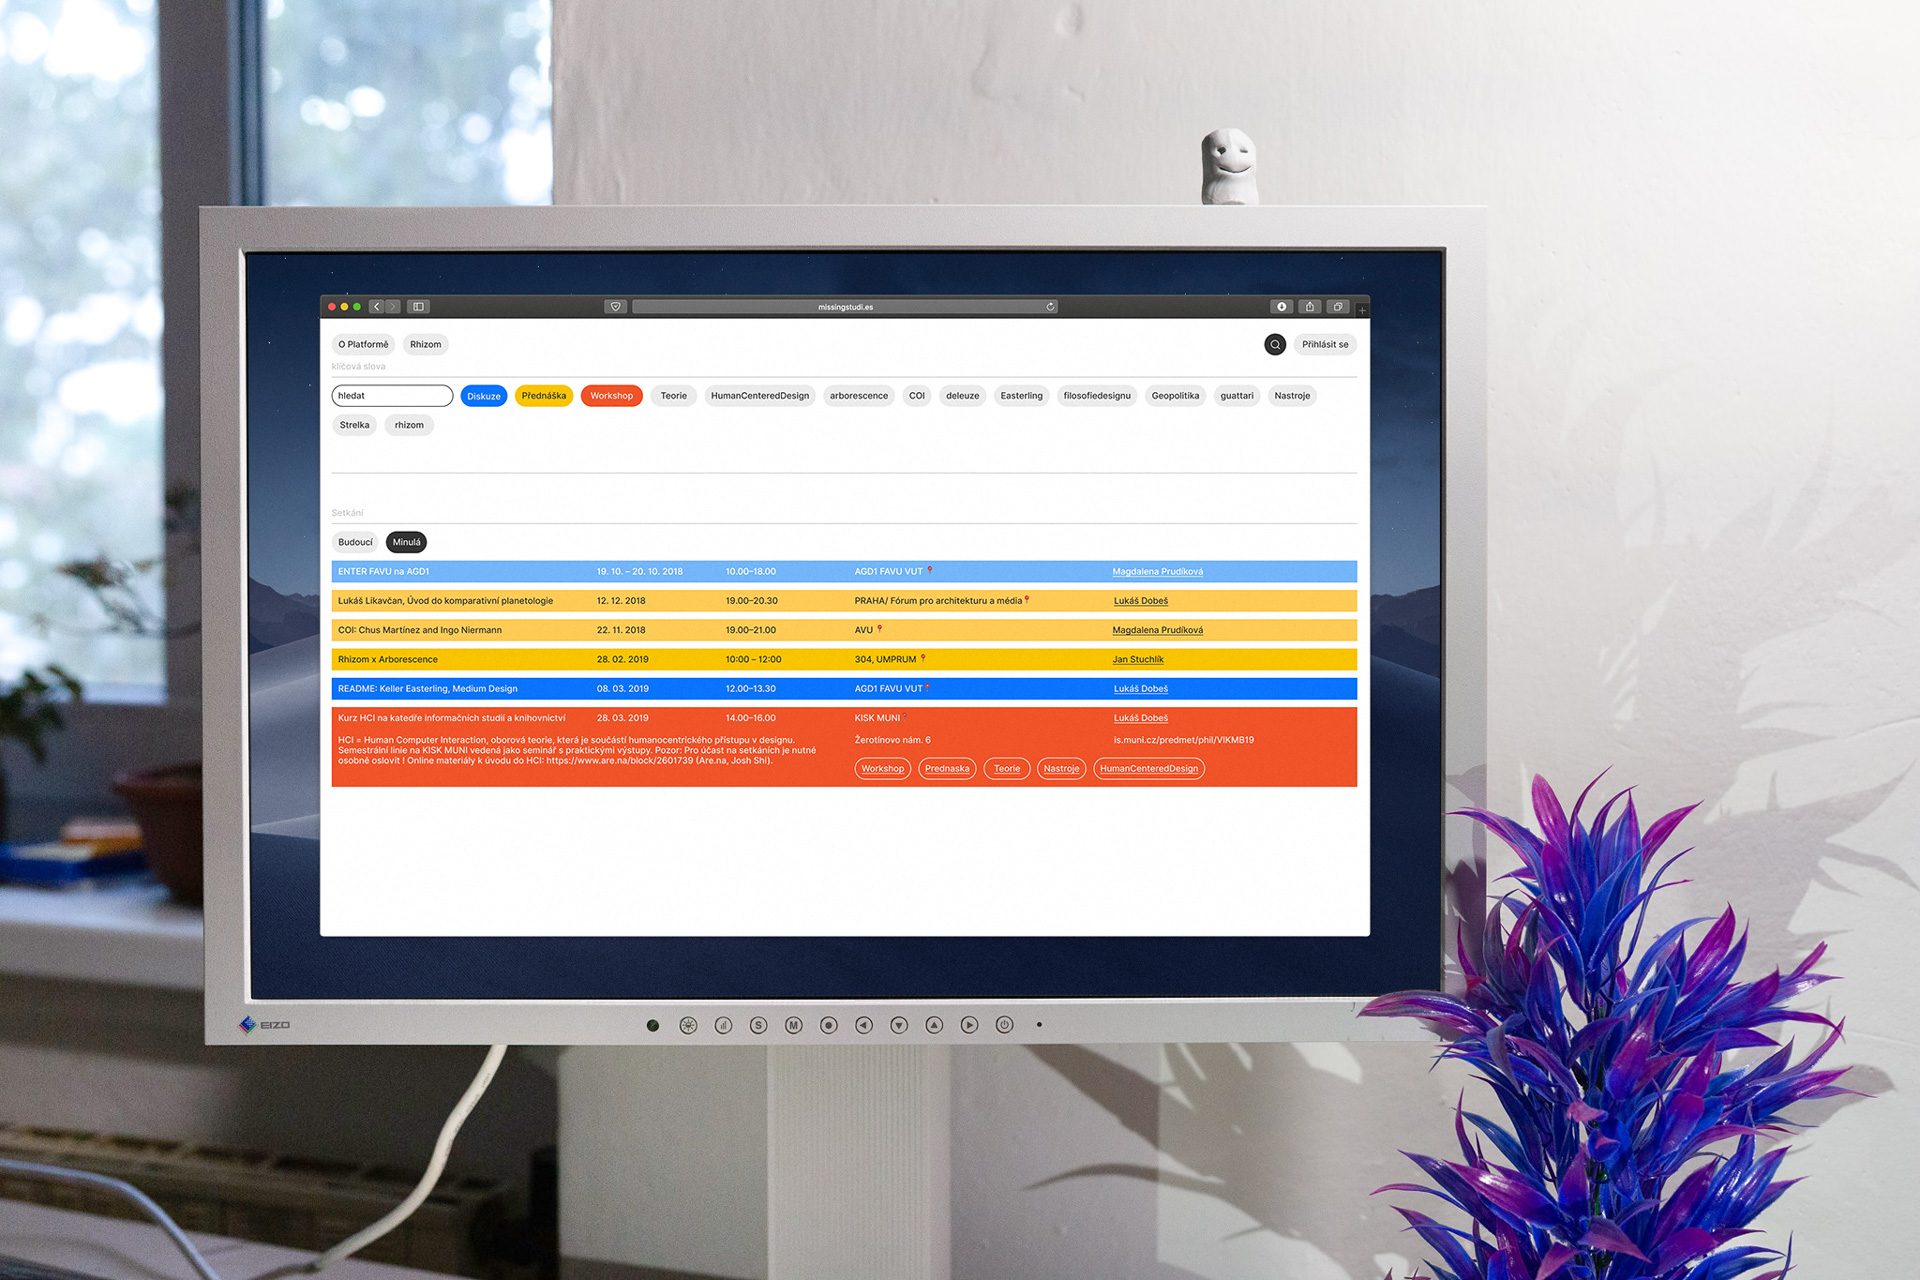 missingstudi.es
O Platformě Rhizom Přihlásit se
klíčová slova
hledat Diskuze Přednáška Workshop Teorie HumanCenteredDesign arborescence COI deleuze Easterling filosofiedesignu Geopolitika guattari Nastroje
Strelka rhizom
Setkání
Budoucí Minulá
ENTER FAVU na AGD1 19. 10. – 20. 10. 2018 10.00–18.00 AGD1 FAVU VUT Magdalena Prudíková
Lukáš Likavčan, Úvod do komparativní planetologie 12. 12. 2018 19.00–20.30 PRAHA/ Fórum pro architekturu a média Lukáš Dobeš
COI: Chus Martínez and Ingo Niermann 22. 11. 2018 19.00–21.00 AVU Magdalena Prudíková
Rhizom x Arborescence 28. 02. 2019 10:00 – 12:00 304, UMPRUM Jan Stuchlík
README: Keller Easterling, Medium Design 08. 03. 2019 12.00–13.30 AGD1 FAVU VUT Lukáš Dobeš
Kurz HCI na katedře informačních studií a knihovnictví 28. 03. 2019 14.00–16.00 KISK MUNI Lukáš Dobeš
HCI = Human Computer Interaction, oborová teorie, která je součástí humanocentrického přístupu v designu. Žerotínovo nám. 6 is.muni.cz/predmet/phil/VIKMB19
Semestrální linie na KISK MUNI vedená jako seminář s praktickými výstupy. Pozor: Pro účast na setkáních je nutné
osobně oslovit ! Online materiály k úvodu do HCI: https://www.are.na/block/2601739 (Are.na, Josh Shi).
Workshop Prednaska Teorie Nastroje HumanCenteredDesign
EIZO S M